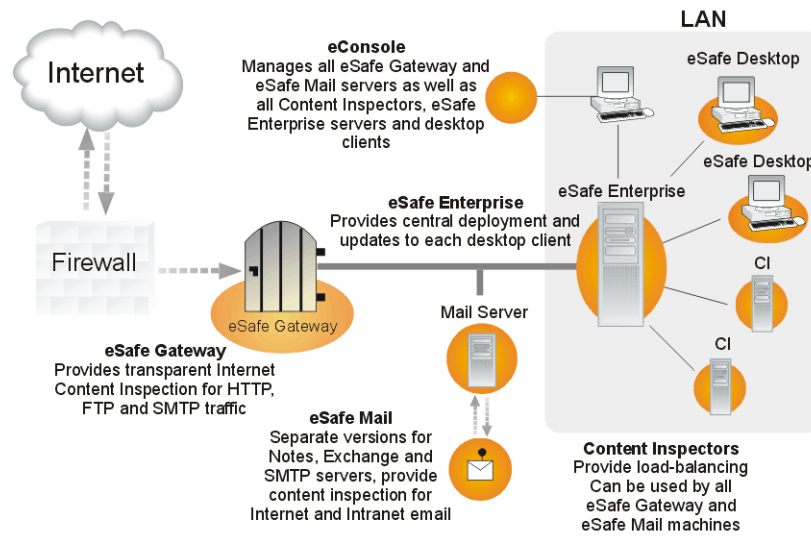 LAN
Internet
eConsole
Manages all eSafe Gateway and
eSafe Mail servers as well as
all Content Inspectors, eSafe
Enterprise servers and desktop
clients
eSafe Desktop
eSafe Desktop
eSafe Enterprise
eSafe Enterprise
Provides central deployment and
updates to each desktop client
Firewall
eSafe Gateway
CI
Mail Server
CI
eSafe Gateway
Provides transparent Internet
Content Inspection for HTTP,
FTP and SMTP traffic
eSafe Mail
Separate versions for
Notes, Exchange and
SMTP servers, provide
content inspection for
Internet and Intranet email
Content Inspectors
Provide load-balancing
Can be used by all
eSafe Gateway and
eSafe Mail machines